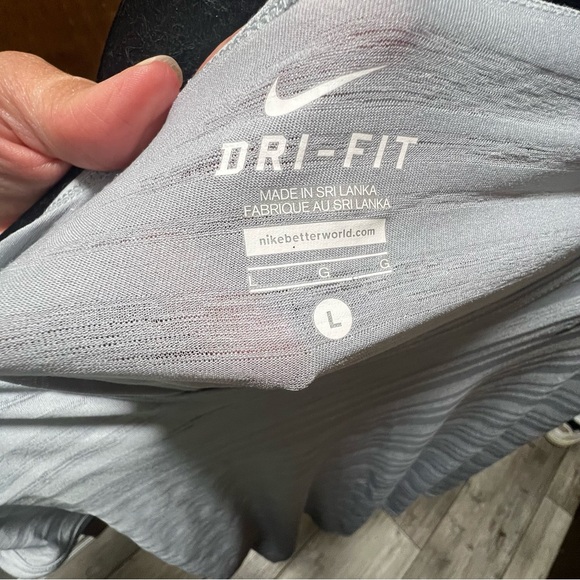 DRI-FIT
MADE IN SRI LANKA
FABRIQUE AU SRI LANKA
nikebetterworld.com
L G G
L